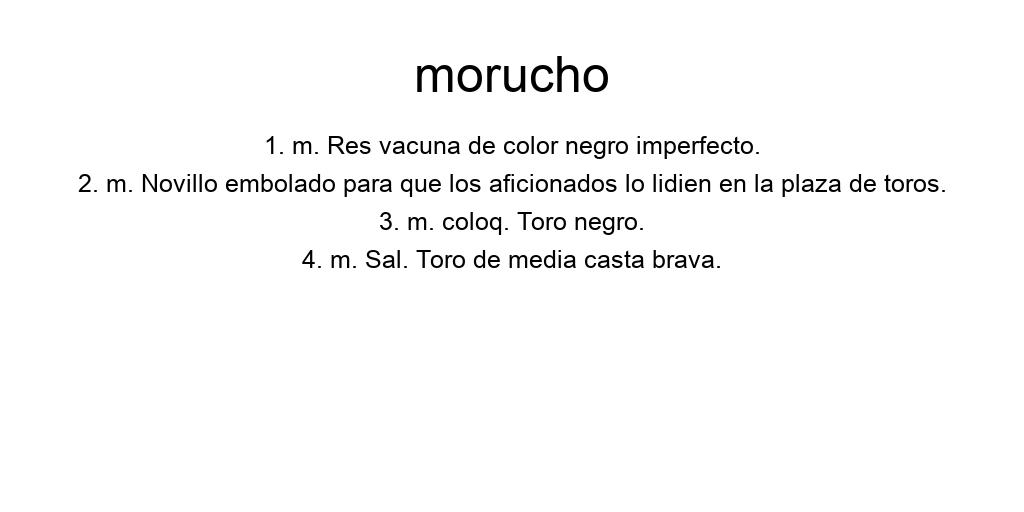 morucho
1. m. Res vacuna de color negro imperfecto.
2. m. Novillo embolado para que los aficionados lo lidien en la plaza de toros.
3. m. coloq. Toro negro.
4. m. Sal. Toro de media casta brava.